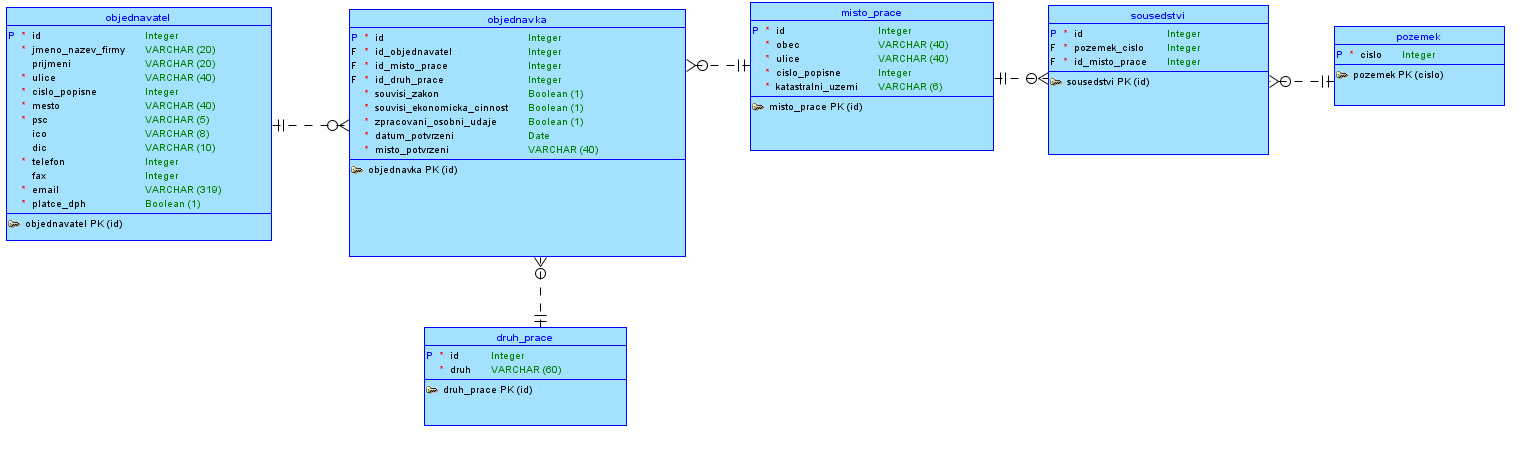 objednavatel
P * id Integer
* jmeno_nazev_firmy VARCHAR (20)
prijmeni VARCHAR (20)
* ulice VARCHAR (40)
* cislo_popisne Integer
* mesto VARCHAR (40)
* psc VARCHAR (5)
ico VARCHAR (8)
dic VARCHAR (10)
* telefon Integer
fax Integer
* email VARCHAR (319)
* platce_dph Boolean (1)
objednavatel PK (id)
objednavka
P * id Integer
F * id_objednavatel Integer
F * id_misto_prace Integer
F * id_druh_prace Integer
* souvisi_zakon Boolean (1)
* souvisi_ekonomicka_cinnost Boolean (1)
* zpracovani_osobni_udaje Boolean (1)
* datum_potvrzeni Date
* misto_potvrzeni VARCHAR (40)
objednavka PK (id)
misto_prace
P * id Integer
* obec VARCHAR (40)
* ulice VARCHAR (40)
* cislo_popisne Integer
* katastralni_uzemi VARCHAR (6)
misto_prace PK (id)
sousedstvi
P * id Integer
F * pozemek_cislo Integer
F * id_misto_prace Integer
sousedstvi PK (id)
pozemek
P * cislo Integer
pozemek PK (cislo)
druh_prace
P * id Integer
* druh VARCHAR (60)
druh_prace PK (id)